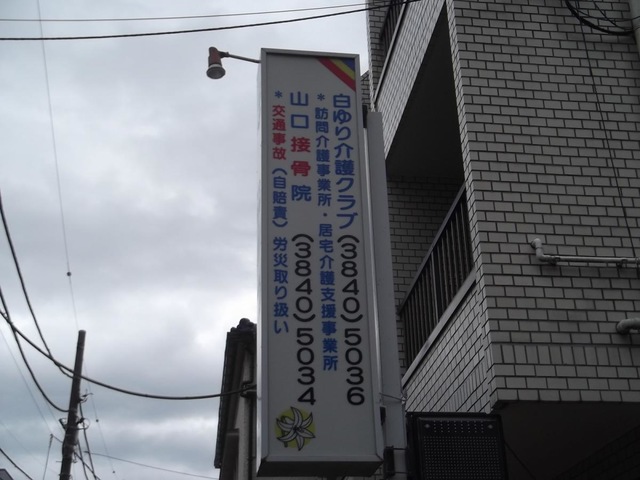 白ゆり介護クラブ(3840)5036
*訪問介護事業所・居宅介護支援事業所
山口接骨院(3840)5034
*交通事故(自賠責)労災取り扱い